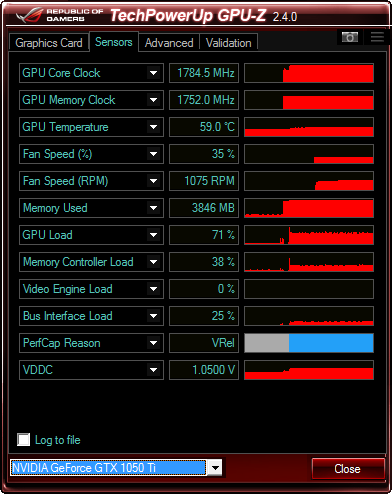 REPUBLIC OF GAMERS TechPowerUp GPU-Z 2.4.0
Graphics Card Sensors Advanced Validation
GPU Core Clock 1784.5 MHz
GPU Memory Clock 1752.0 MHz
GPU Temperature 59.0 °C
Fan Speed (%) 35 %
Fan Speed (RPM) 1075 RPM
Memory Used 3846 MB
GPU Load 71 %
Memory Controller Load 38 %
Video Engine Load 0 %
Bus Interface Load 25 %
PerfCap Reason VRel
VDDC 1.0500 V
Log to file
NVIDIA GeForce GTX 1050 Ti Close